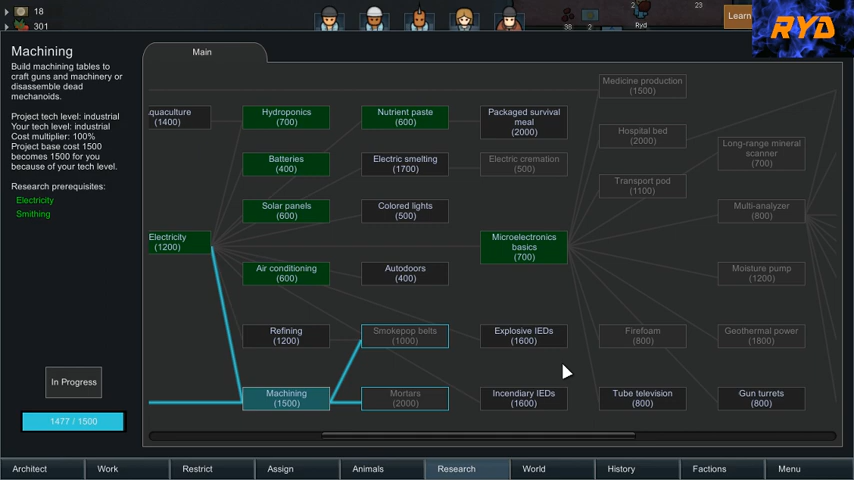 18
301
2
23
Learn
RYD
38
2
Ryd
Machining
Build machining tables to
craft guns and machinery or
disassemble dead
mechanoids.
Project tech level: industrial
Your tech level: industrial
Cost multiplier: 100%
Project base cost 1500
becomes 1500 for you
because of your tech level.
Research prerequisites:
Electricity
Smithing
In Progress
1477 / 1500
Main
Medicine production
(1500)
quaculture
(1400)
Hydroponics
(700)
Nutrient paste
(600)
Packaged survival
meal
(2000)
Hospital bed
(2000)
Batteries
(400)
Electric smelting
(1700)
Electric cremation
(500)
Long-range mineral
scanner
(700)
Transport pod
(1100)
Solar panels
(600)
Colored lights
(500)
Multi-analyzer
(800)
Electricity
(1200)
Microelectronics
basics
(700)
Air conditioning
(600)
Autodoors
(400)
Moisture pump
(1200)
Refining
(1200)
Smokepop belts
(1000)
Explosive IEDs
(1600)
Firefoam
(800)
Geothermal power
(1800)
Machining
(1500)
Mortars
(2000)
Incendiary IEDs
(1600)
Tube television
(800)
Gun turrets
(800)
Architect
Work
Restrict
Assign
Animals
Research
World
History
Factions
Menu